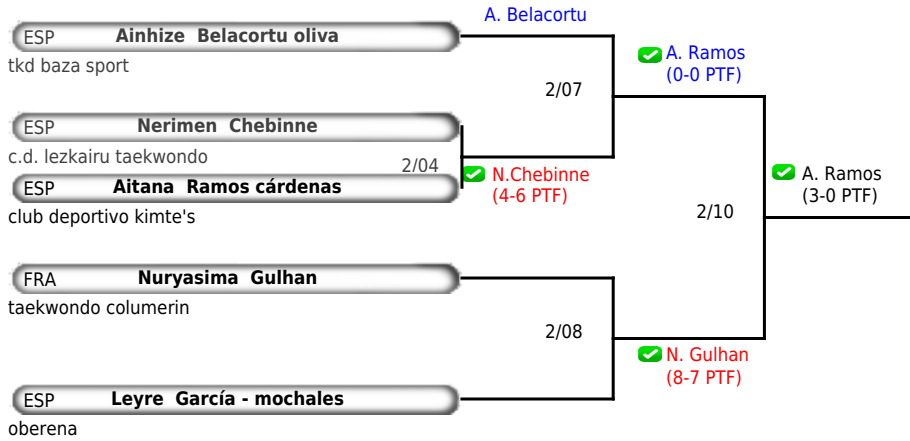 A. Belacortu
ESP Ainhize Belacortu oliva
tkd baza sport
A. Ramos
(0-0 PTF)
2/07
ESP Nerimen Chebinne
c.d. lezkairu taekwondo
2/04
N.Chebinne
(4-6 PTF)
ESP Aitana Ramos cárdenas
club deportivo kimte's
A. Ramos
(3-0 PTF)
2/10
FRA Nuryasima Gulhan
taekwondo columerin
2/08
N. Gulhan
(8-7 PTF)
ESP Leyre García - mochales
oberena